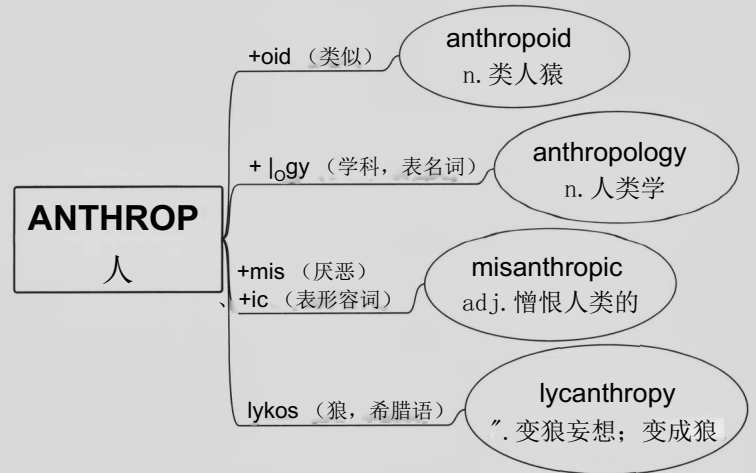 ANTHROP
人
+oid （类似）
anthropoid
n. 类人猿
+ logy （学科，表名词）
anthropology
n. 人类学
+mis （厌恶）
+ic （表形容词）
misanthropic
adj. 憎恨人类的
lykos （狼，希腊语）
lycanthropy
″. 变狼妄想；变成狼